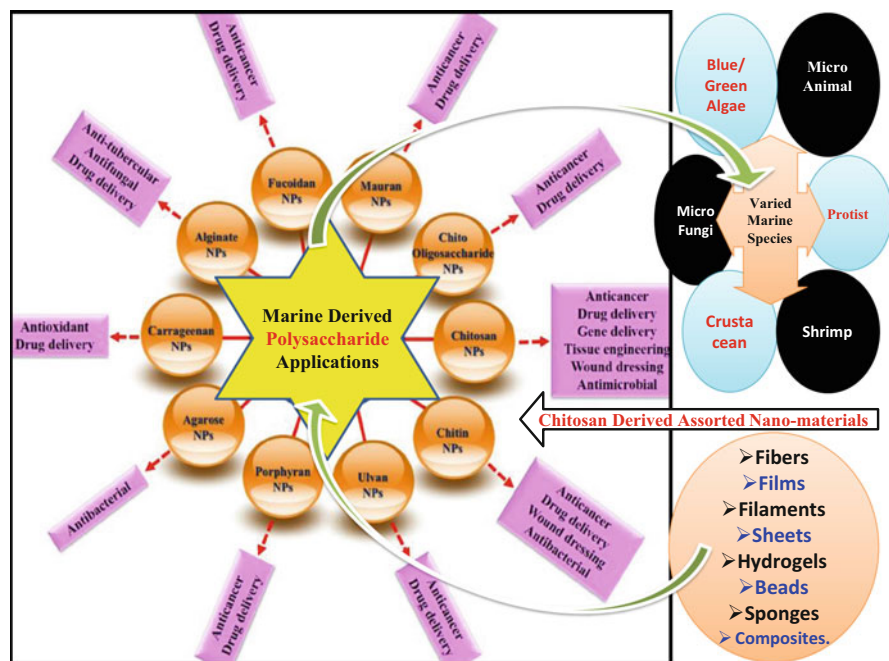 Anticancer
Drug delivery
Anticancer
Drug delivery
Anti-tubercular
Antifungal
Drug delivery
Anticancer
Drug delivery
Fucoidan
NPs
Mauran
NPs
Alginate
NPs
Chito
Oligosaccharide
NPs
Antioxidant
Drug delivery
Carrageenan
NPs
Marine Derived
Polysaccharide
Applications
Chitosan
NPs
Anticancer
Drug delivery
Gene delivery
Tissue engineering
Wound dressing
Antimicrobial
Agarose
NPs
Chitin
NPs
Porphyran
NPs
Ulvan
NPs
Antibacterial
Anticancer
Drug delivery
Wound dressing
Antibacterial
Anticancer
Drug delivery
Anticancer
Drug delivery
Blue/
Green
Algae
Micro
Animal
Micro
Fungi
Varied
Marine
Species
Protist
Crusta
cean
Shrimp
Chitosan Derived Assorted Nano-materials
➢Fibers
➢Films
➢Filaments
➢Sheets
➢Hydrogels
➢Beads
➢Sponges
➢Composites.